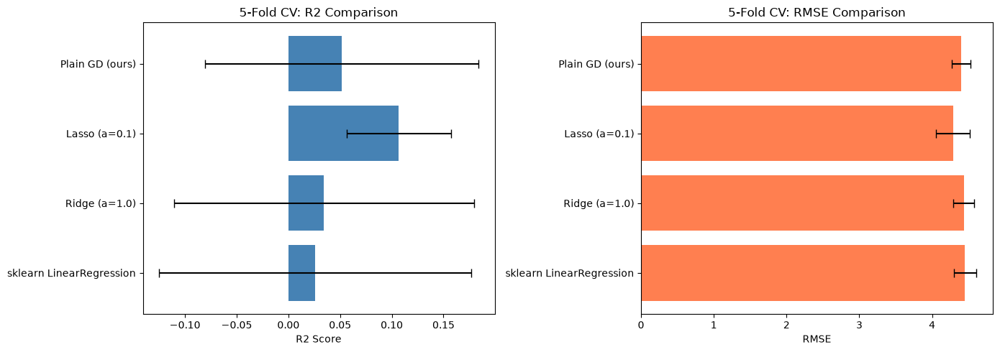 5-Fold CV: R2 Comparison
Plain GD (ours)
Lasso (a=0.1)
Ridge (a=1.0)
sklearn LinearRegression
−0.10 −0.05 0.00 0.05 0.10 0.15
R2 Score
5-Fold CV: RMSE Comparison
Plain GD (ours)
Lasso (a=0.1)
Ridge (a=1.0)
sklearn LinearRegression
0 1 2 3 4
RMSE